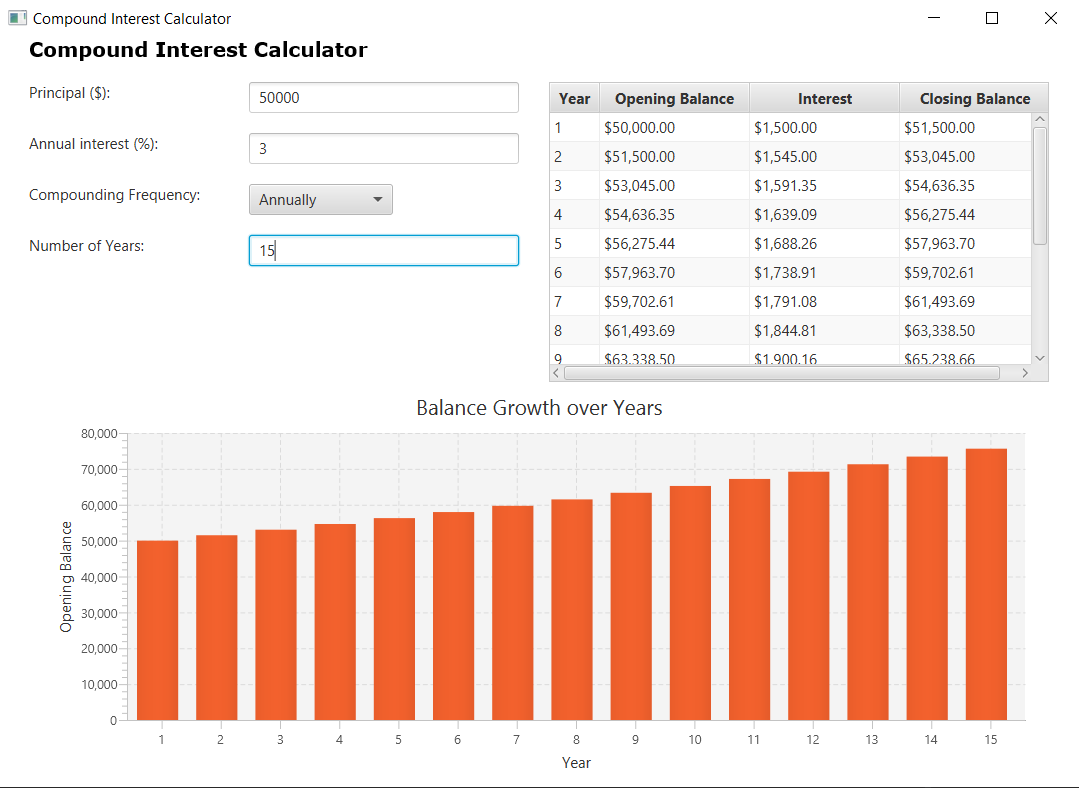 Compound Interest Calculator
Compound Interest Calculator
Principal ($):
50000
Annual interest (%):
3
Compounding Frequency:
Annually
Number of Years:
15
Year Opening Balance Interest Closing Balance
1 $50,000.00 $1,500.00 $51,500.00
2 $51,500.00 $1,545.00 $53,045.00
3 $53,045.00 $1,591.35 $54,636.35
4 $54,636.35 $1,639.09 $56,275.44
5 $56,275.44 $1,688.26 $57,963.70
6 $57,963.70 $1,738.91 $59,702.61
7 $59,702.61 $1,791.08 $61,493.69
8 $61,493.69 $1,844.81 $63,338.50
9 $63,338.50 $1,900.16 $65,238.66
Balance Growth over Years
80,000
70,000
60,000
50,000
40,000
30,000
20,000
10,000
0
Opening Balance
1 2 3 4 5 6 7 8 9 10 11 12 13 14 15
Year